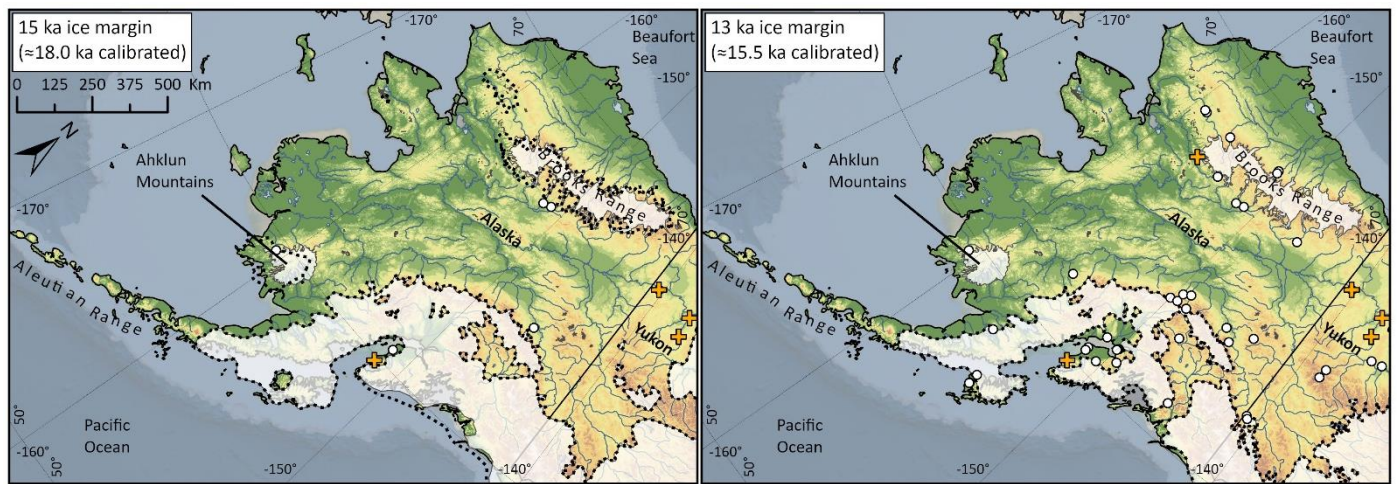 15 ka ice margin
(≈18.0 ka calibrated)
0 125 250 375 500 Km
N
-170°
70°
-160°
Beaufort
Sea
-150°
Ahklun
Mountains
Brooks Range
-170°
Alaska
-70°
-140°
Aleutian Range
Yukon
Pacific
Ocean
-160°
50°
-150°
-140°
50°
13 ka ice margin
(≈15.5 ka calibrated)
-170°
70°
-160°
Beaufort
Sea
-150°
Ahklun
Mountains
Brooks Range
-170°
Alaska
-70°
-140°
Aleutian Range
Yukon
Pacific
Ocean
-160°
50°
-150°
-140°
50°